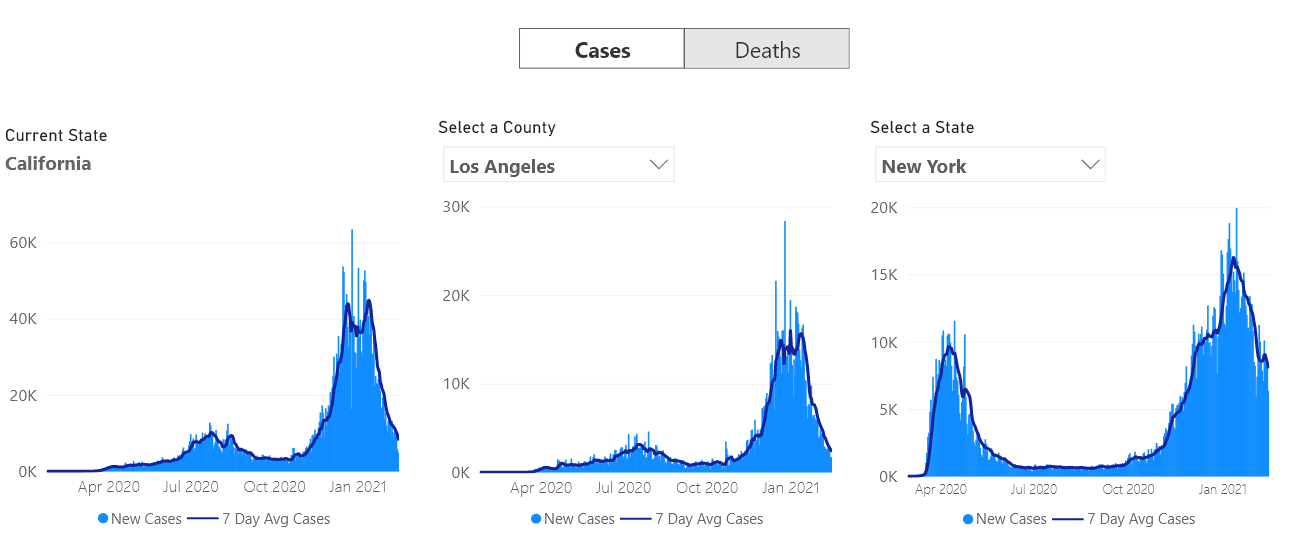 Cases Deaths
Current State
California
Select a County
Los Angeles
Select a State
New York
60K
40K
20K
0K
Apr 2020 Jul 2020 Oct 2020 Jan 2021
New Cases 7 Day Avg Cases
30K
20K
10K
0K
Apr 2020 Jul 2020 Oct 2020 Jan 2021
New Cases 7 Day Avg Cases
20K
15K
10K
5K
0K
Apr 2020 Jul 2020 Oct 2020 Jan 2021
New Cases 7 Day Avg Cases